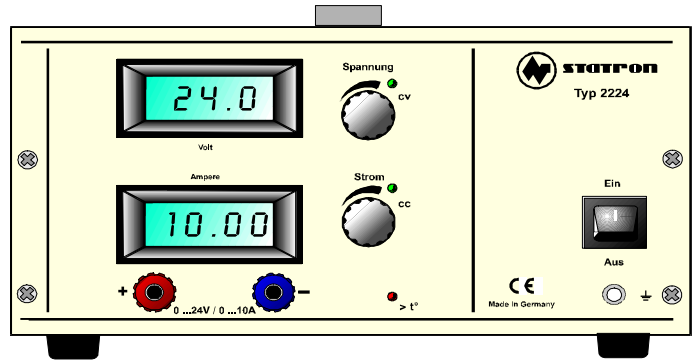 Spannung
CV
24.0
Volt
Ampere
10.00
Strom
CC
+
−
0 ...24V / 0 ...10A
> t°
STATRON
Typ 2224
Ein
Aus
CE
Made In Germany